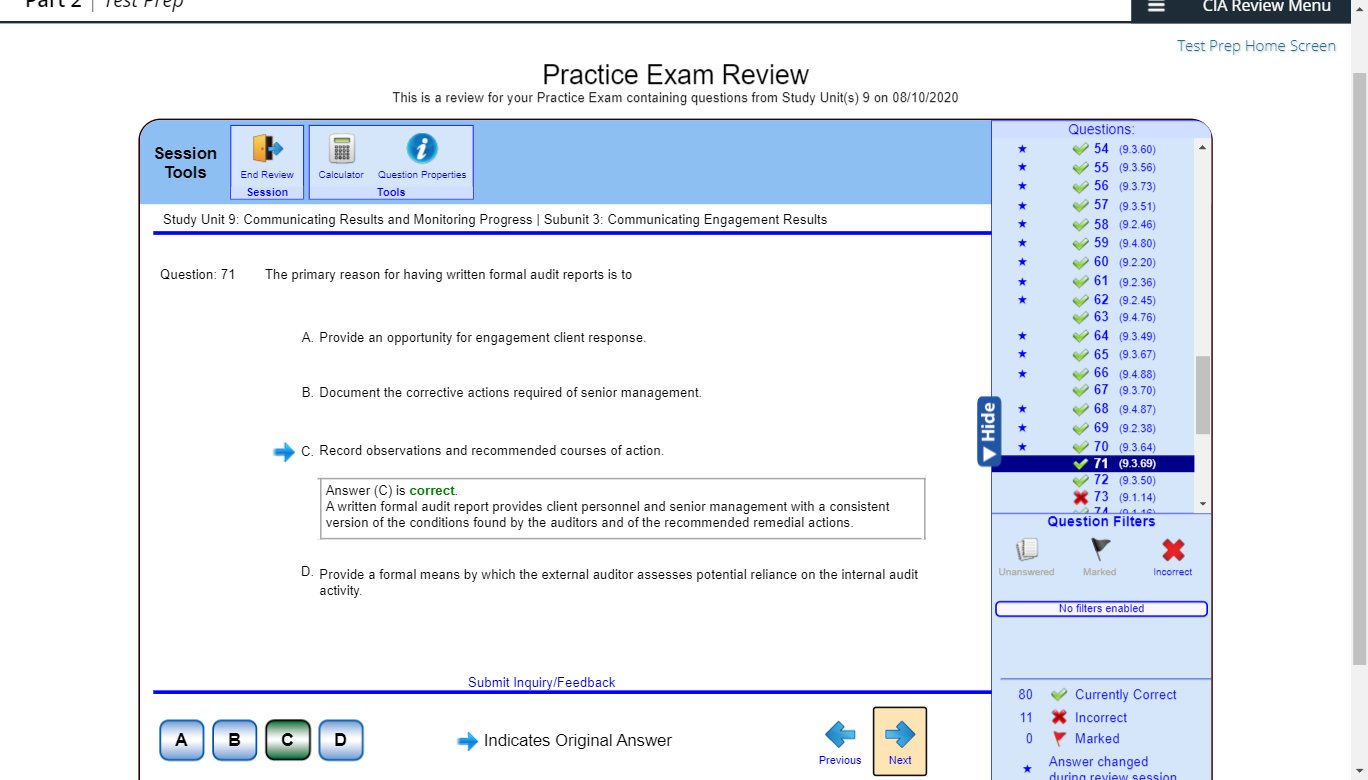 Part 2 | Test Prep
CIA Review Menu
Test Prep Home Screen
Practice Exam Review
This is a review for your Practice Exam containing questions from Study Unit(s) 9 on 08/10/2020
Session
Tools
End Review
Session
Calculator
Question Properties
Tools
Study Unit 9: Communicating Results and Monitoring Progress | Subunit 3: Communicating Engagement Results
Question: 71 The primary reason for having written formal audit reports is to
A. Provide an opportunity for engagement client response.
B. Document the corrective actions required of senior management.
C. Record observations and recommended courses of action.
Answer (C) is correct.
A written formal audit report provides client personnel and senior management with a consistent
version of the conditions found by the auditors and of the recommended remedial actions.
D. Provide a formal means by which the external auditor assesses potential reliance on the internal audit
activity.
Submit Inquiry/Feedback
A B C D
Indicates Original Answer
Previous
Next
Hide
Questions:
54 (9.3.60)
55 (9.3.56)
56 (9.3.73)
57 (9.3.51)
58 (9.2.46)
59 (9.4.80)
60 (9.2.20)
61 (9.2.36)
62 (9.2.45)
63 (9.4.76)
64 (9.3.49)
65 (9.3.67)
66 (9.4.88)
67 (9.3.70)
68 (9.4.87)
69 (9.2.38)
70 (9.3.64)
71 (9.3.69)
72 (9.3.50)
73 (9.1.14)
74 (9.1.16)
Question Filters
Unanswered
Marked
Incorrect
No filters enabled
80 Currently Correct
11 Incorrect
0 Marked
Answer changed
during review session